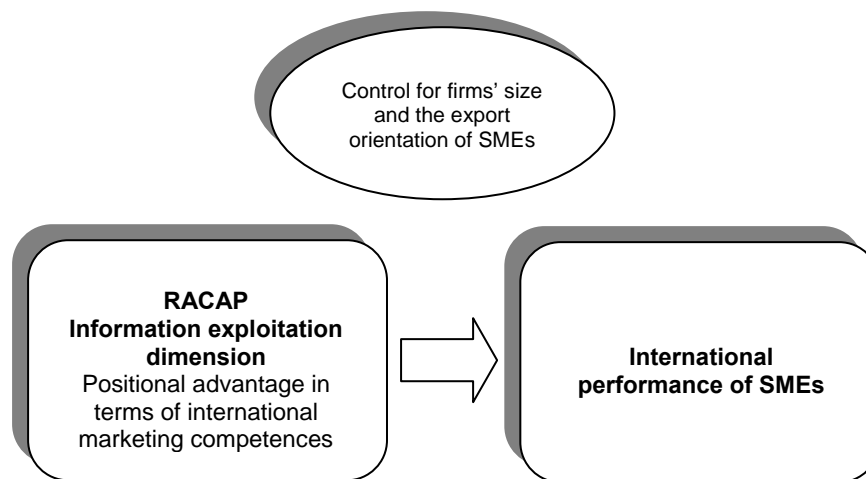 Control for firms’ size
and the export
orientation of SMEs
RACAP
Information exploitation
dimension
Positional advantage in
terms of international
marketing competences
International
performance of SMEs